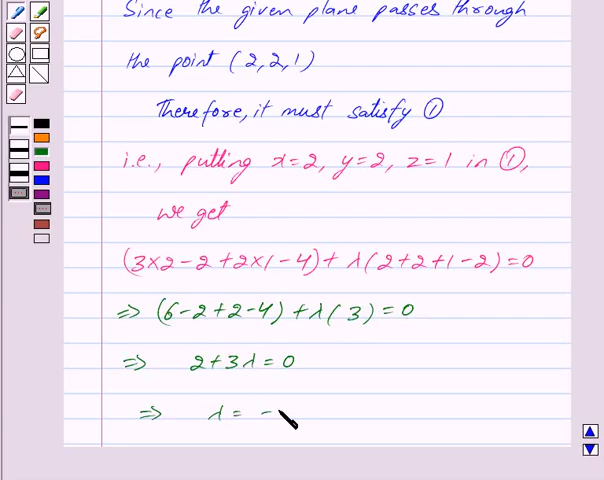 Since the given plane passes through
the point (2,2,1)
Therefore, it must satisfy ①
i.e., putting x=2, y=2, z=1 in ①,
we get
(3×2-2+2×1-4)+ λ(2+2+1-2)=0
⇒ (6-2+2-4)+λ(3)=0
⇒ 2+3λ=0
⇒ λ= -